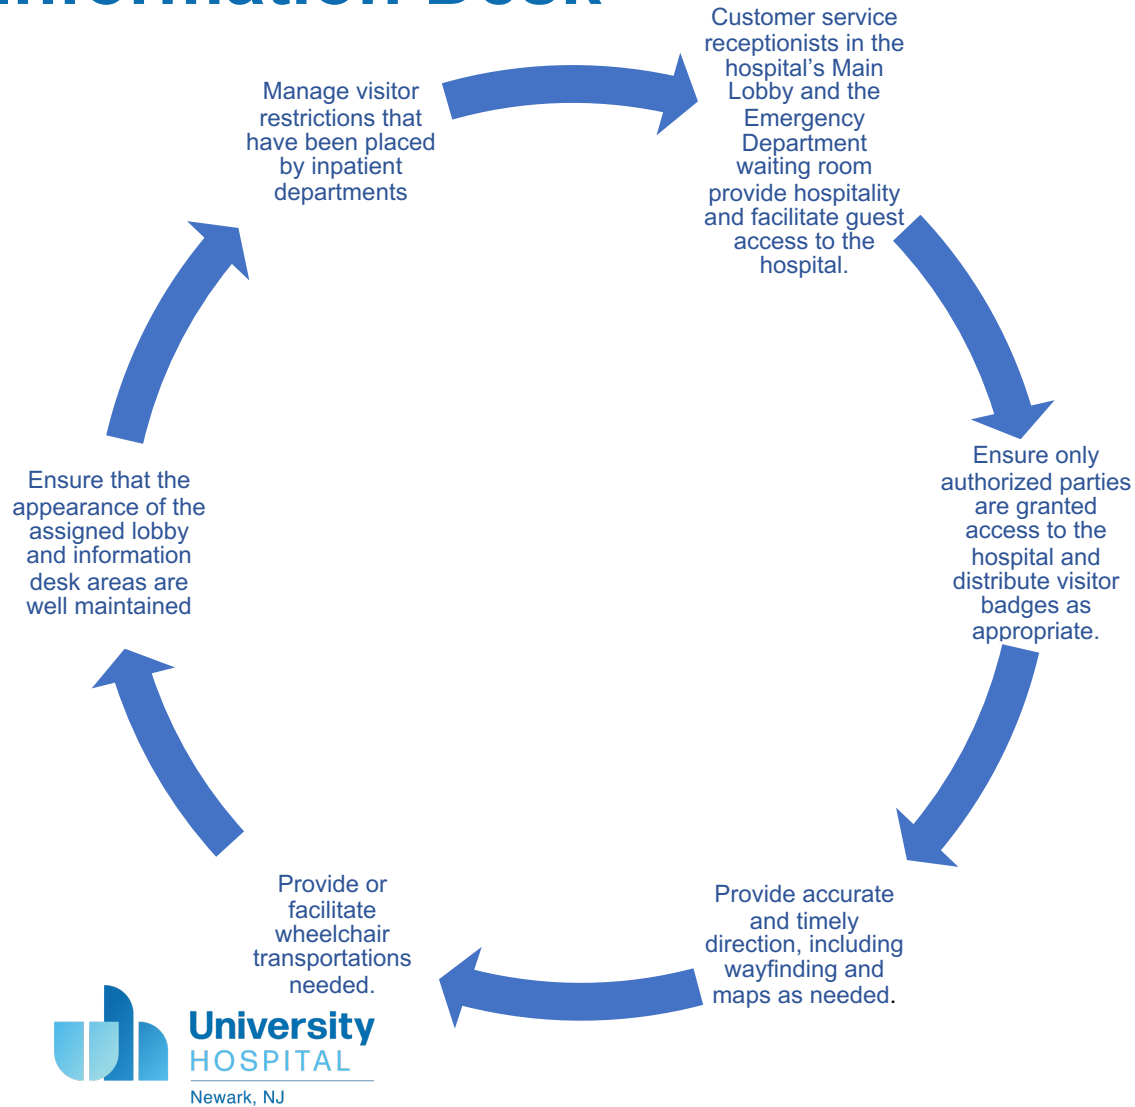 Information Desk
Customer service
receptionists in the
hospital’s Main
Lobby and the
Emergency
Department
waiting room
provide hospitality
and facilitate guest
access to the
hospital.
Ensure only
authorized parties
are granted
access to the
hospital and
distribute visitor
badges as
appropriate.
Provide accurate
and timely
direction, including
wayfinding and
maps as needed.
Provide or
facilitate
wheelchair
transportations
needed.
Ensure that the
appearance of the
assigned lobby
and information
desk areas are
well maintained
Manage visitor
restrictions that
have been placed
by inpatient
departments
uh
University
HOSPITAL
Newark, NJ